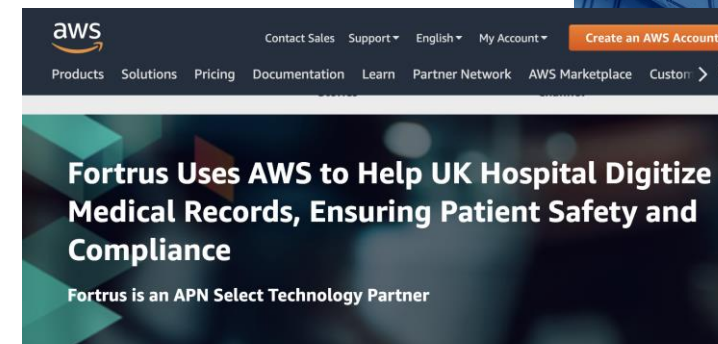 aws
Contact Sales Support English My Account Create an AWS Account
Products Solutions Pricing Documentation Learn Partner Network AWS Marketplace Custom
Fortrus Uses AWS to Help UK Hospital Digitize
Medical Records, Ensuring Patient Safety and
Compliance
Fortrus is an APN Select Technology Partner